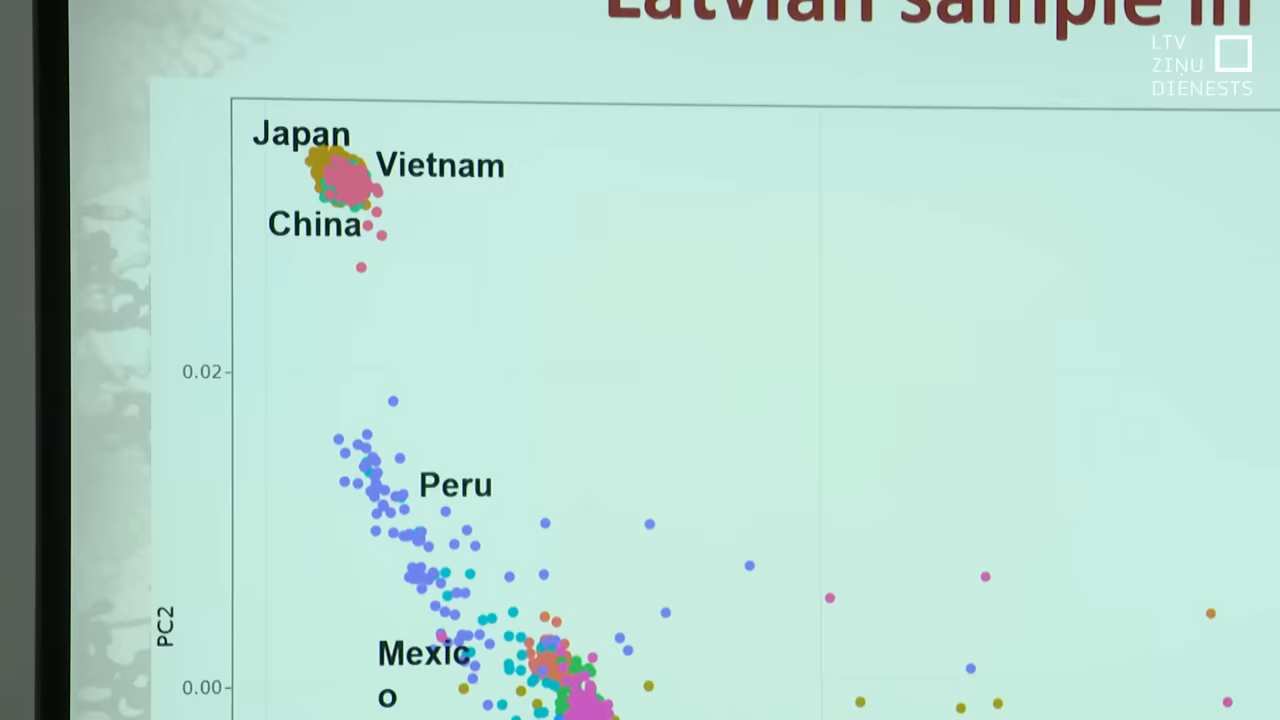 Latvian sample in
LTV
ZIŅU
DIENESTS
Japan
Vietnam
China
0.02
Peru
PC2
Mexic
o
0.00